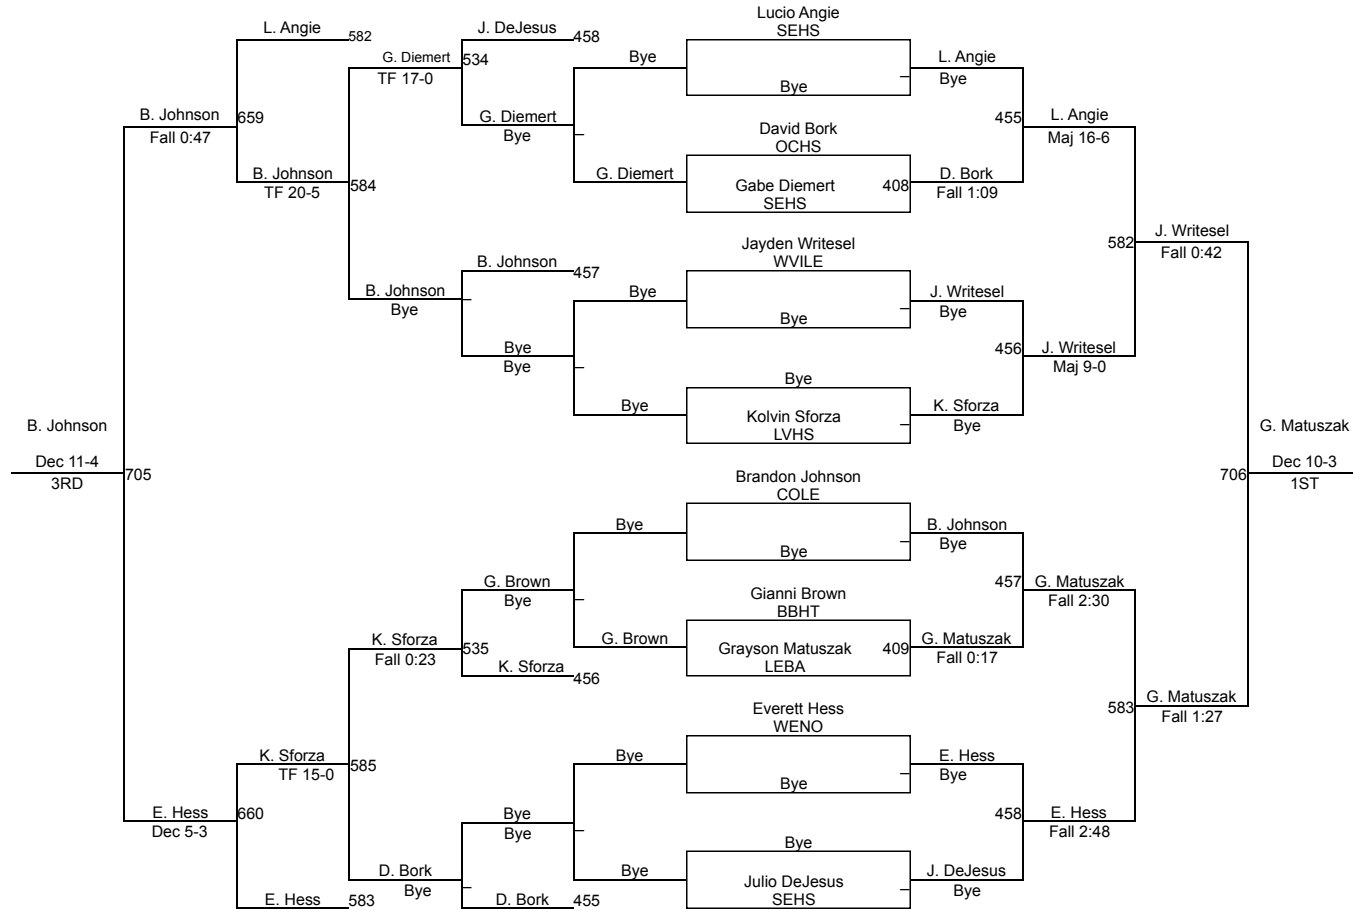 Lucio Angie
SEHS
L. Angie
582
J. DeJesus
458
G. Diemert
534
TF 17-0
Bye
Bye
L. Angie
Bye
B. Johnson
659
Fall 0:47
G. Diemert
Bye
455
L. Angie
Maj 16-6
David Bork
OCHS
B. Johnson
584
TF 20-5
G. Diemert
Gabe Diemert
408
SEHS
D. Bork
Fall 1:09
582
J. Writesel
Fall 0:42
Jayden Writesel
WVILE
B. Johnson
457
B. Johnson
Bye
Bye
Bye
J. Writesel
Bye
Bye
Bye
456
J. Writesel
Maj 9-0
Bye
Bye
Kolvin Sforza
LVHS
K. Sforza
Bye
B. Johnson
Dec 11-4
3RD
705
G. Matuszak
706
Dec 10-3
1ST
Brandon Johnson
COLE
Bye
Bye
B. Johnson
Bye
G. Brown
Bye
457
G. Matuszak
Fall 2:30
Gianni Brown
BBHT
K. Sforza
535
Fall 0:23
G. Brown
Grayson Matuszak
409
LEBA
G. Matuszak
Fall 0:17
K. Sforza
456
583
G. Matuszak
Fall 1:27
Everett Hess
WENO
K. Sforza
585
TF 15-0
Bye
Bye
E. Hess
Bye
E. Hess
660
Dec 5-3
Bye
Bye
458
E. Hess
Fall 2:48
Bye
D. Bork
Bye
Bye
Julio DeJesus
SEHS
J. DeJesus
Bye
E. Hess
583
D. Bork
455